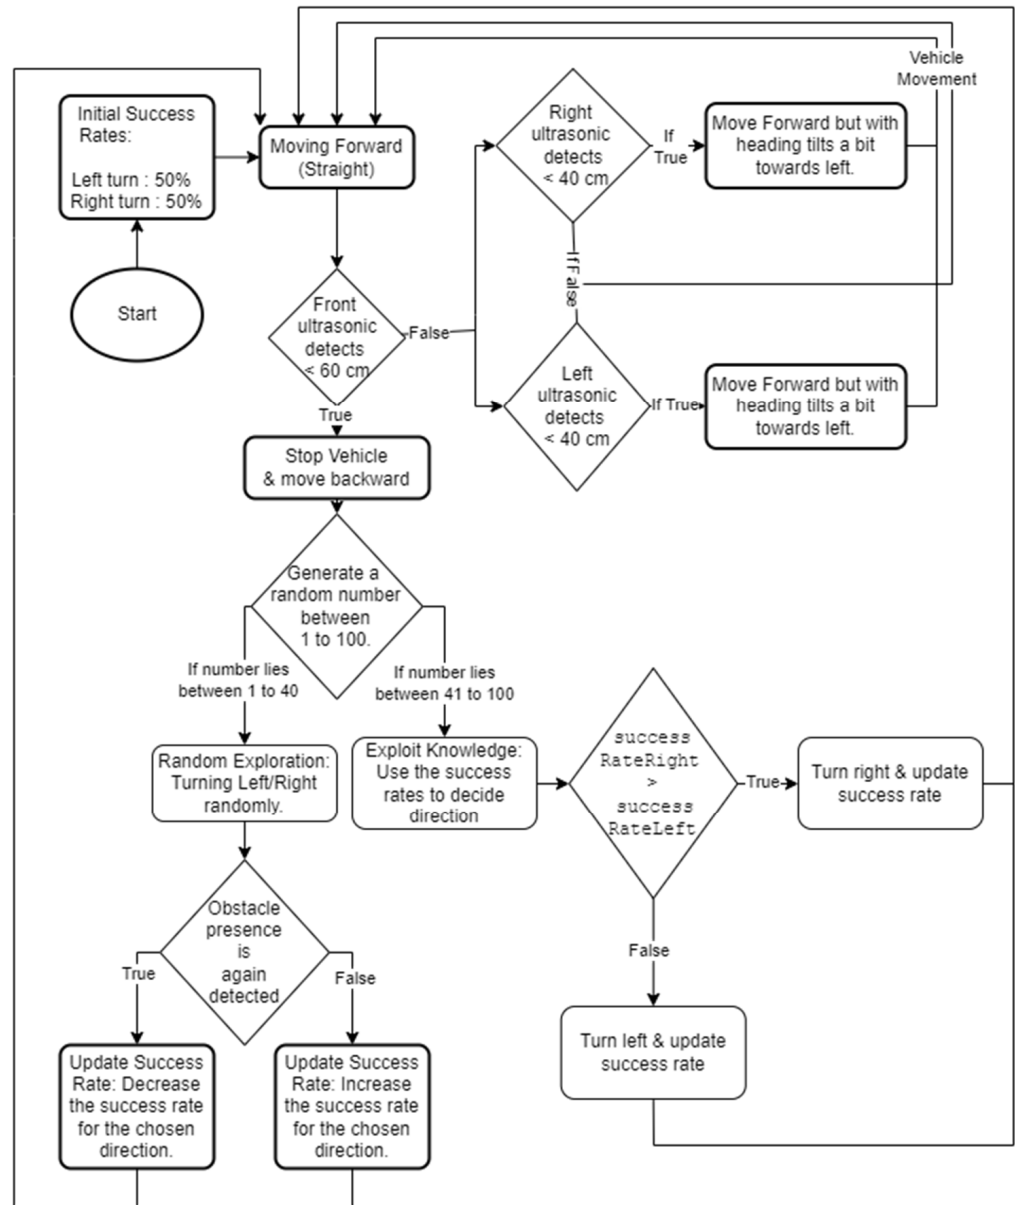 Vehicle
Movement
Initial Success
Rates:
Left turn : 50%
Right turn : 50%
Moving Forward
(Straight)
Right
ultrasonic
detects
< 40 cm
If
True
Move Forward but with
heading tilts a bit
towards left.
Start
Front
ultrasonic
detects
< 60 cm
False
If False
True
Left
ultrasonic
detects
< 40 cm
If True
Move Forward but with
heading tilts a bit
towards left.
Stop Vehicle
& move backward
Generate a
random number
between
1 to 100.
If number lies
between 1 to 40
If number lies
between 41 to 100
Random Exploration:
Turning Left/Right
randomly.
Exploit Knowledge:
Use the success
rates to decide
direction
success
RateRight
>
success
RateLeft
True
Turn right & update
success rate
Obstacle
presence
is
again
detected
True
False
False
Turn left & update
success rate
Update Success
Rate: Decrease
the success rate
for the chosen
direction.
Update Success
Rate: Increase
the success rate
for the chosen
direction.